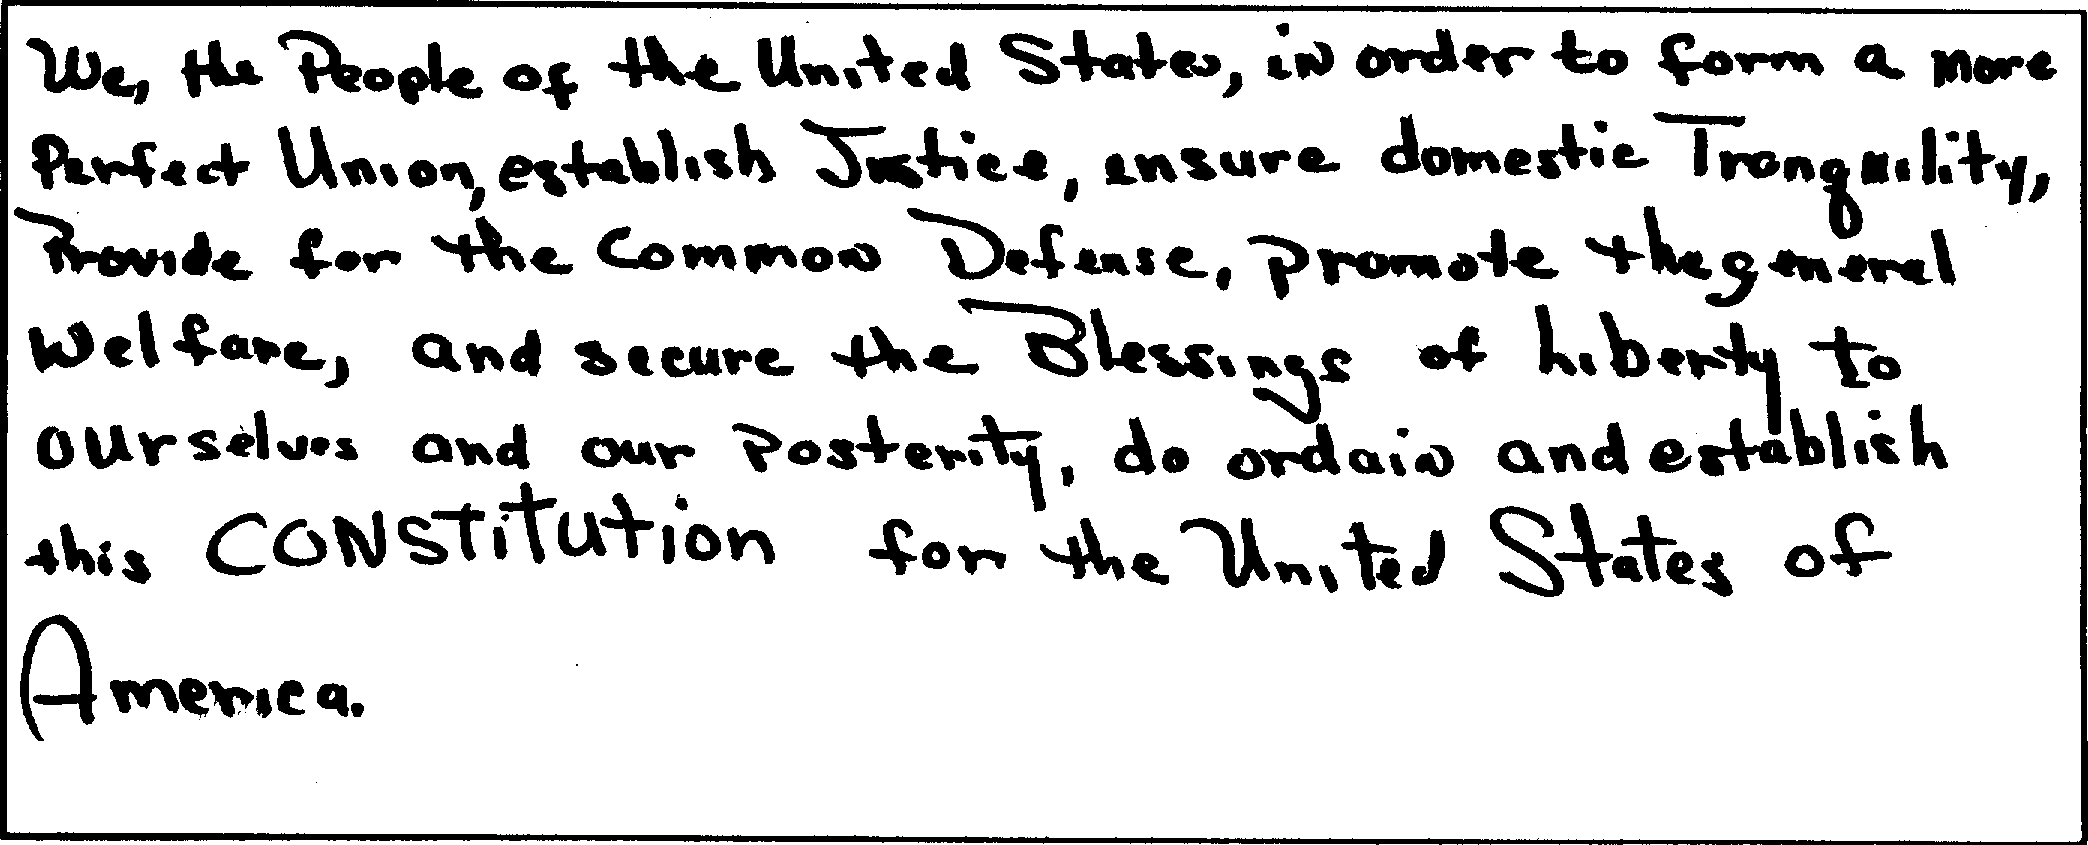 We, the People of the United States, in order to form a more
Perfect Union, establish Justice, ensure domestic Tranquility,
Provide for the Common Defense, promote the general
Welfare, and secure the Blessings of Liberty to
ourselves and our Posterity, do ordain and establish
this CONSTITUTION for the United States of
America.